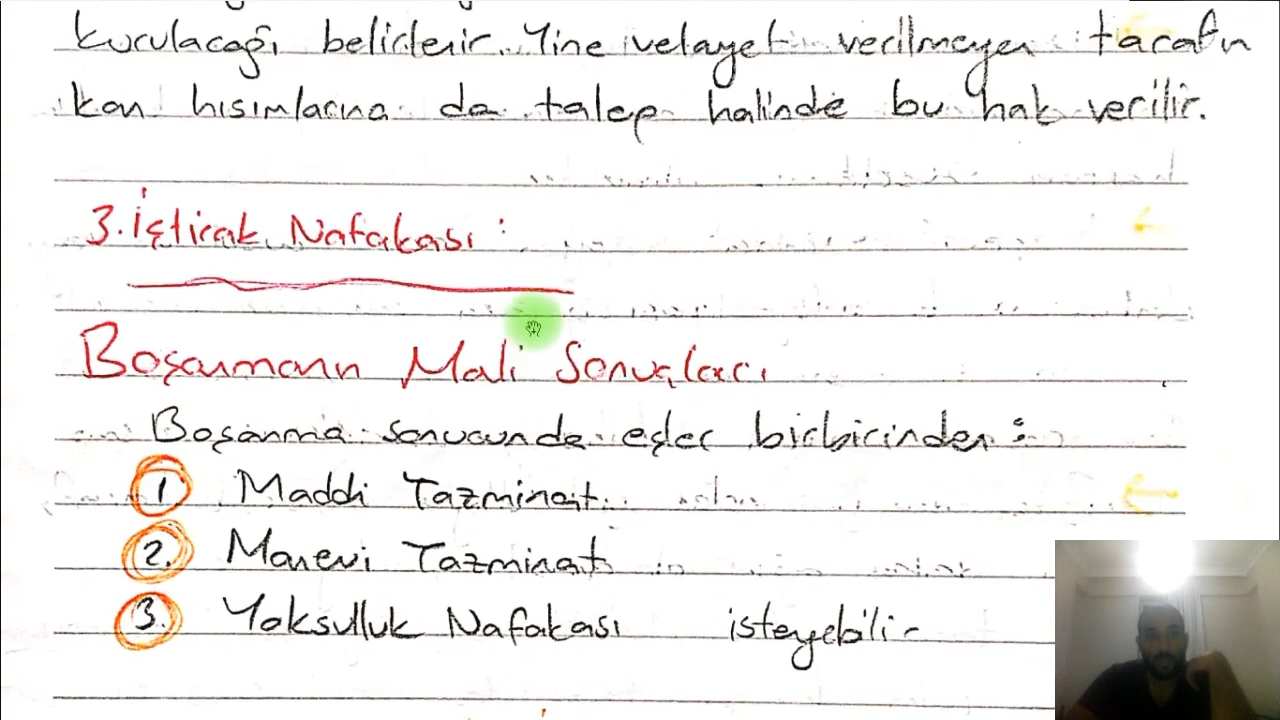 kurulacağı belirlenir. Yine velayet verilmeyen tarafın
kan hısımlarına da talep halinde bu hak verilir.
3. İştirak Nafakası :
Boşanmanın Mali Sonuçları
Boşanma sonucunda eşler birbirinden :
1 Maddi Tazminat
2. Manevi Tazminat
3. Yoksulluk Nafakası isteyebilir